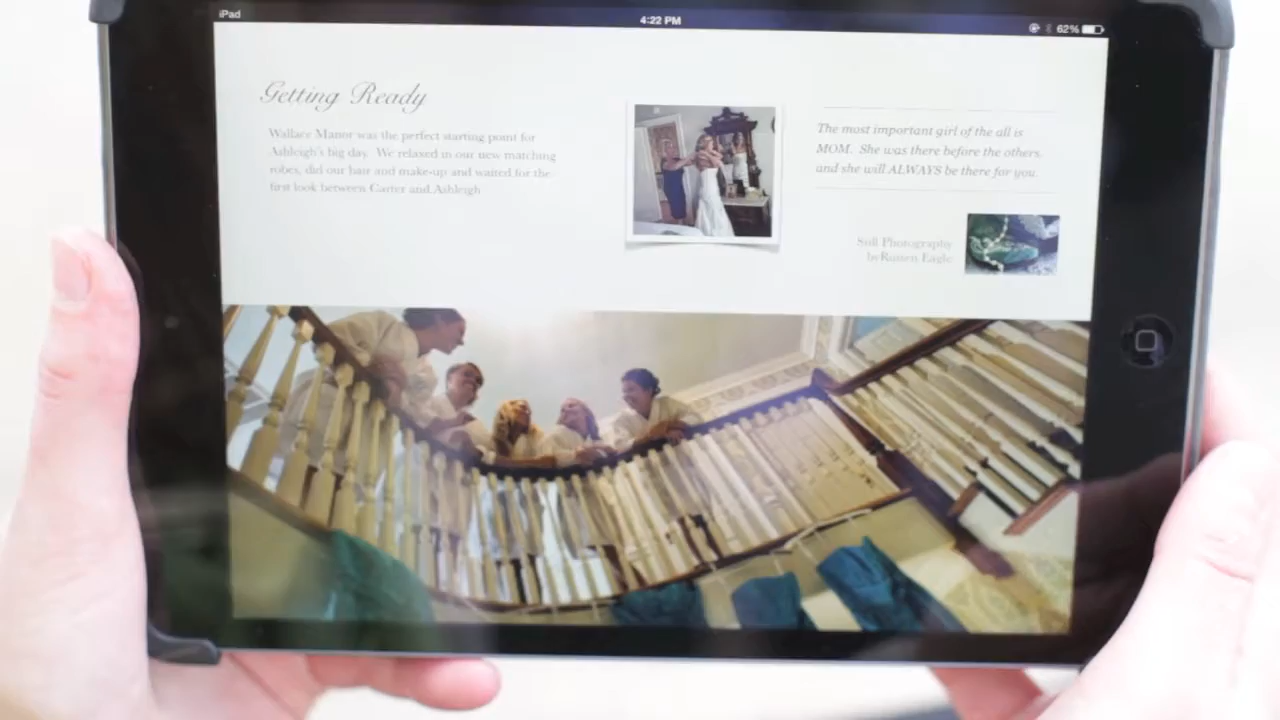 iPad
4:22 PM
62%
Getting Ready
Wallace Manor was the perfect starting point for
Ashleigh's big day. We relaxed in our new matching
robes, did our hair and make-up and waited for the
first look between Carter and Ashleigh
The most important girl of the all is
MOM. She was there before the others,
and she will ALWAYS be there for you.
Still Photography
by Eagle